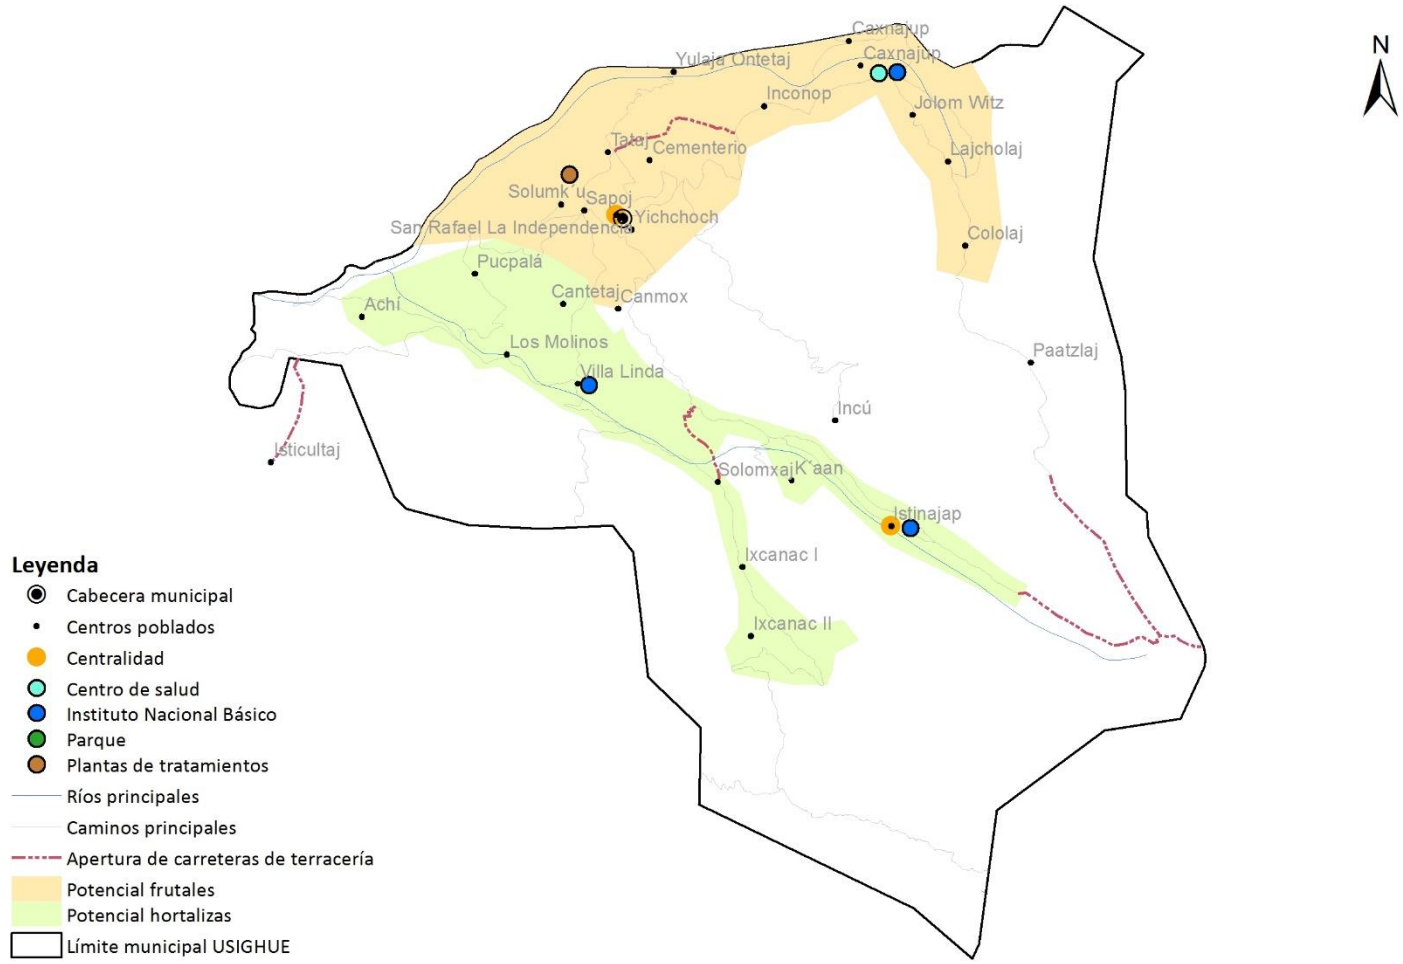 N
Caxnajup
Caxnajup
Yulaja Ontetaj
Inconop
Jolom Witz
Tataj
Cementerio
Lajcholaj
Solumk´u
Sapoj
Yichchoch
San Rafael La Independencia
Cololaj
Pucpalá
Cantetaj
Canmox
Achí
Los Molinos
Paatzlaj
Villa Linda
Incú
Isticultaj
Solomxaj
K´aan
Istinajap
Ixcanac I
Ixcanac II
Leyenda
Cabecera municipal
Centros poblados
Centralidad
Centro de salud
Instituto Nacional Básico
Parque
Plantas de tratamientos
Ríos principales
Caminos principales
Apertura de carreteras de terracería
Potencial frutales
Potencial hortalizas
Límite municipal USIGHUE